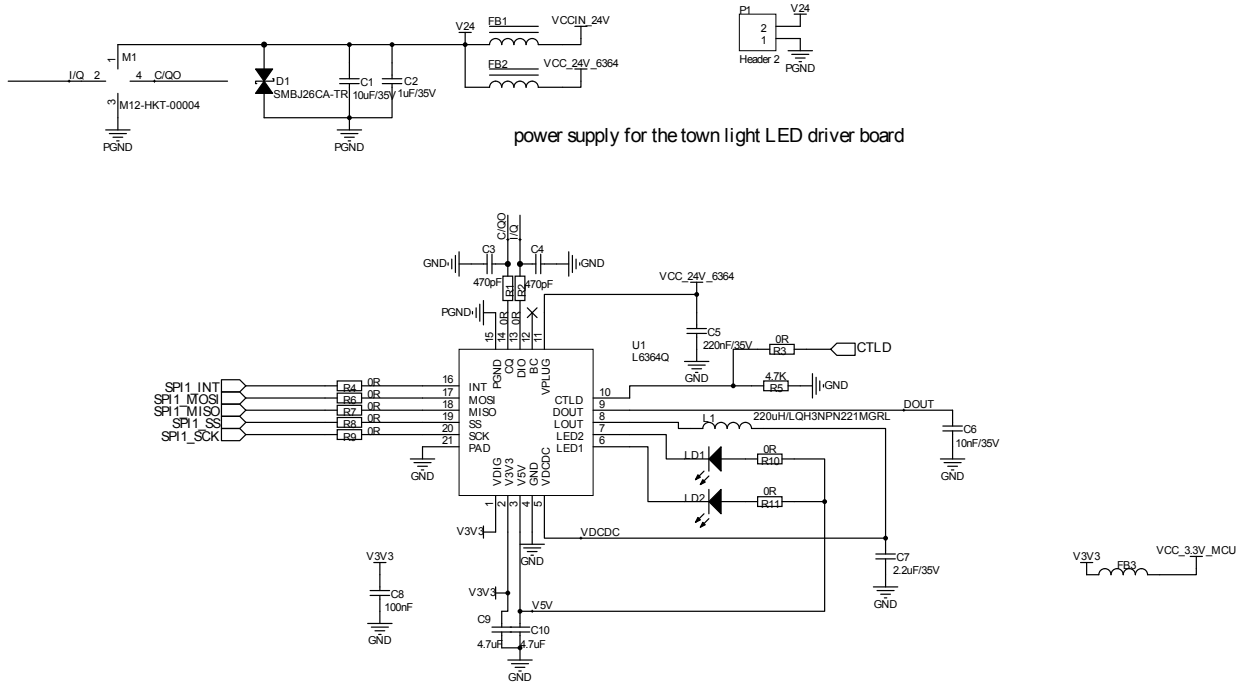 P1
V24
2
1
Header 2
PGND
V24
FB1
VCCIN_24V
FB2
VCC_24V_6364
1
M1
I/Q 2
4 C/QO
3
M12-HKT-00004
PGND
D1
SMBJ26CA-TR
C1
10uF/35V
C2
1uF/35V
PGND
power supply for the town light LED driver board
C/QO
I/Q
C3
C4
GND
GND
470pF
470pF
R1
R2
0R
0R
PGND
VCC_24V_6364
C5
220nF/35V
GND
15
14
13
12
11
PGND
CQ
DIO
BIC
VPLUG
U1
L6364Q
0R
R3
CTLD
4.7K
R5
GND
SPI1_INT
R4
0R
16
INT
SPI1_MOSI
R6
0R
17
MOSI
SPI1_MISO
R7
0R
18
MISO
SPI1_SS
R8
0R
19
SS
SPI1_SCK
R9
0R
20
SCK
21
PAD
GND
CTLD
10
DOUT
9
DOUT
LOUT
8
L1
220uH/LQH3NPN221MGRL
LED2
7
LED1
6
C6
10nF/35V
GND
LD1
0R
R10
LD2
0R
R11
VDIG
V3V3
V5V
GND
VDCDC
1
2
3
4
5
V3V3
GND
VDCDC
C7
2.2uF/35V
GND
V3V3
C8
100nF
GND
V3V3
V5V
C9
4.7uF
C10
4.7uF
GND
V3V3
FB3
VCC_3.3V_MCU